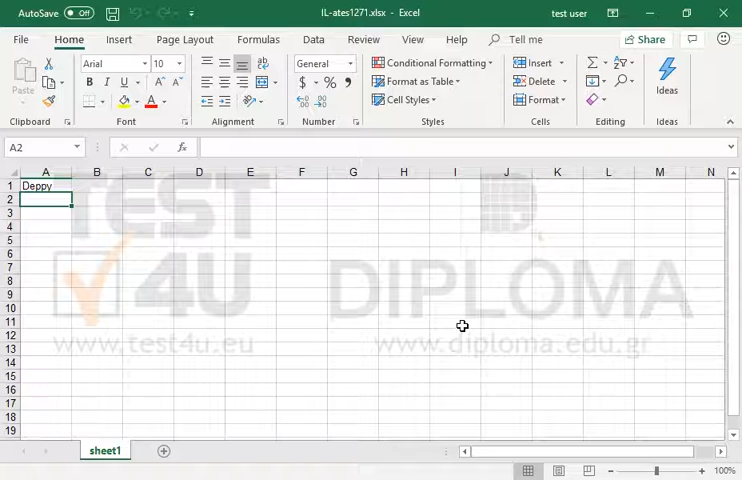 AutoSave Off IL-ates1271.xlsx - Excel test user
File Home Insert Page Layout Formulas Data Review View Help Tell me Share
Paste Arial 10 General Conditional Formatting Insert Ideas
B I U $ % Format as Table Delete
A Cell Styles Format
Clipboard Font Alignment Number Styles Cells Editing Ideas
A2 fx
A B C D E F G H I J K L M N
1 Deppy
2
3
4
5
6
7
8
9
10
11
12
13
14
15
16
17
18
19
TEST
4U DIPLOMA
www.test4u.eu www.diploma.edu.gr
sheet1
100%